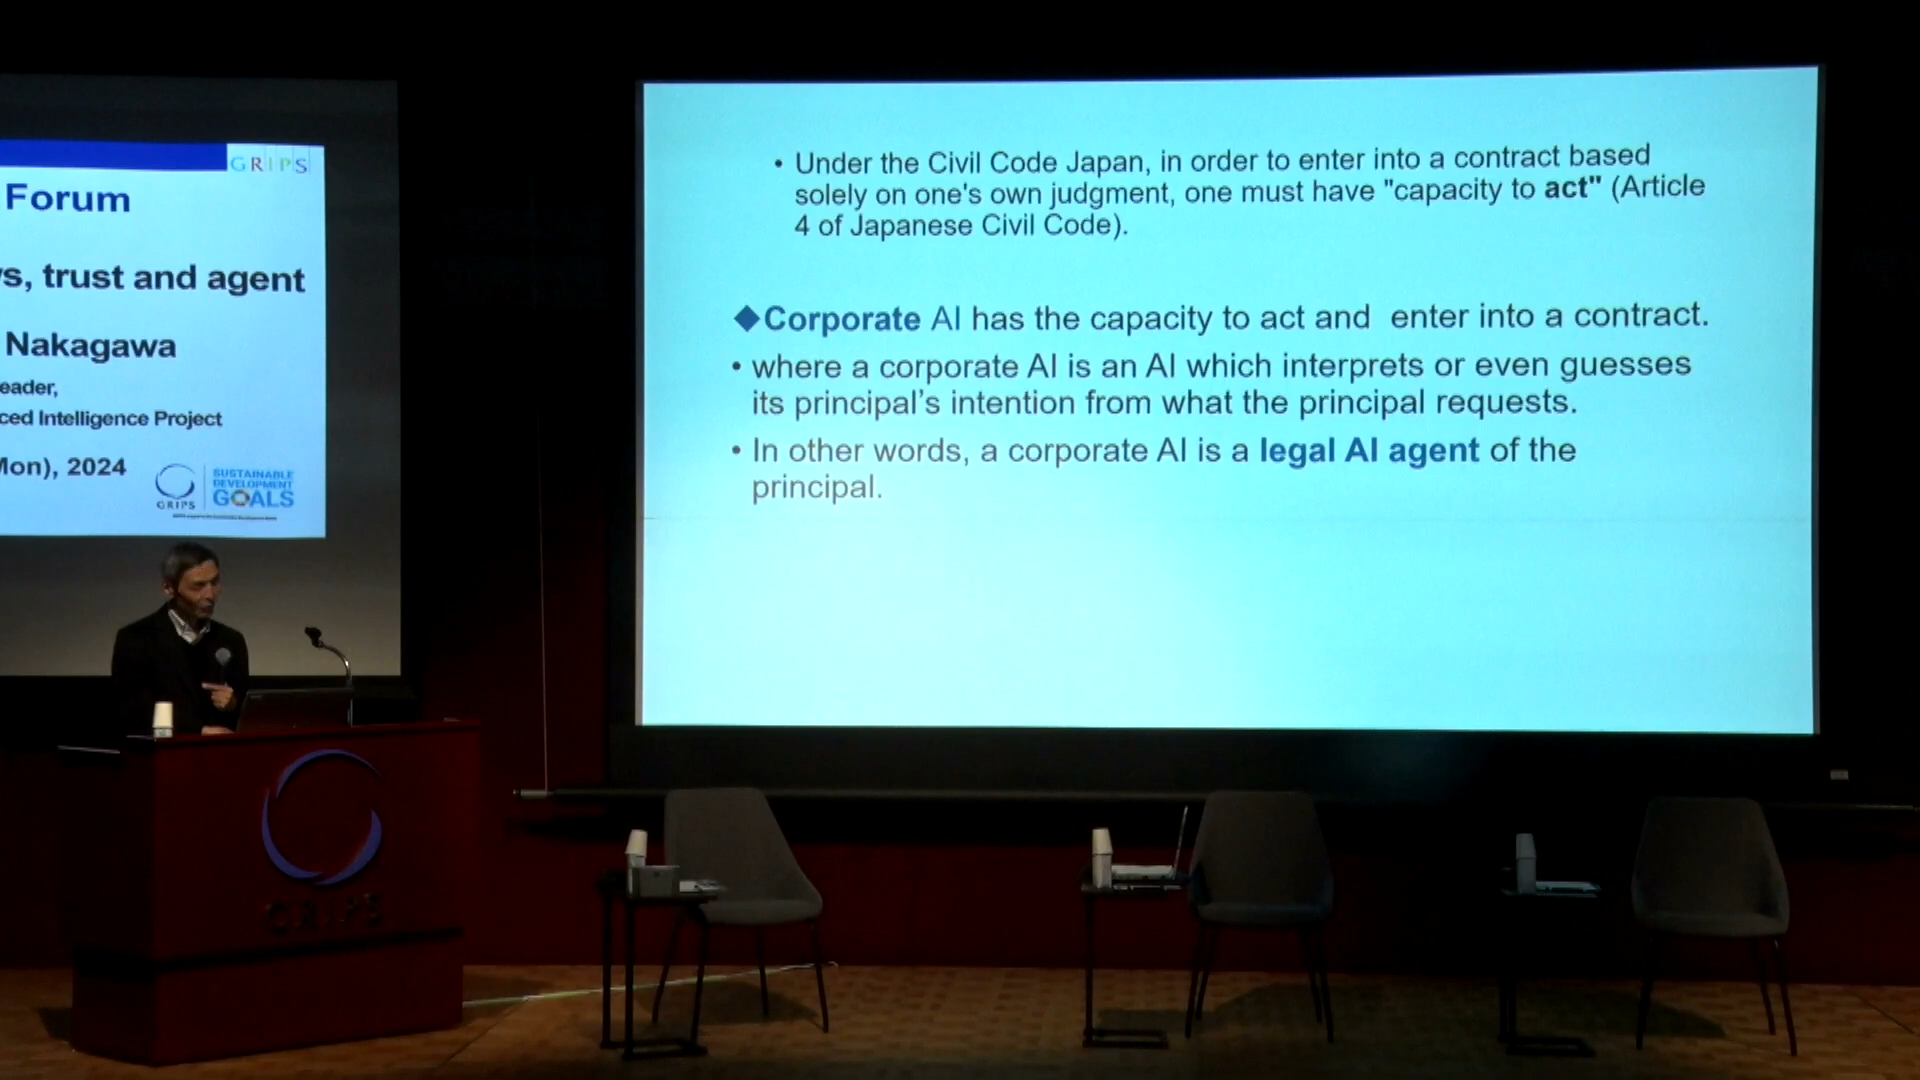 GRIPS
Forum
s, trust and agent
Nakagawa
eader,
ced Intelligence Project
Mon), 2024
SUSTAINABLE
DEVELOPMENT
GOALS
GRIPS
• Under the Civil Code Japan, in order to enter into a contract based
solely on one's own judgment, one must have "capacity to act" (Article
4 of Japanese Civil Code).
◆Corporate AI has the capacity to act and enter into a contract.
• where a corporate AI is an AI which interprets or even guesses
its principal’s intention from what the principal requests.
• In other words, a corporate AI is a legal AI agent of the
principal.
GRIPS